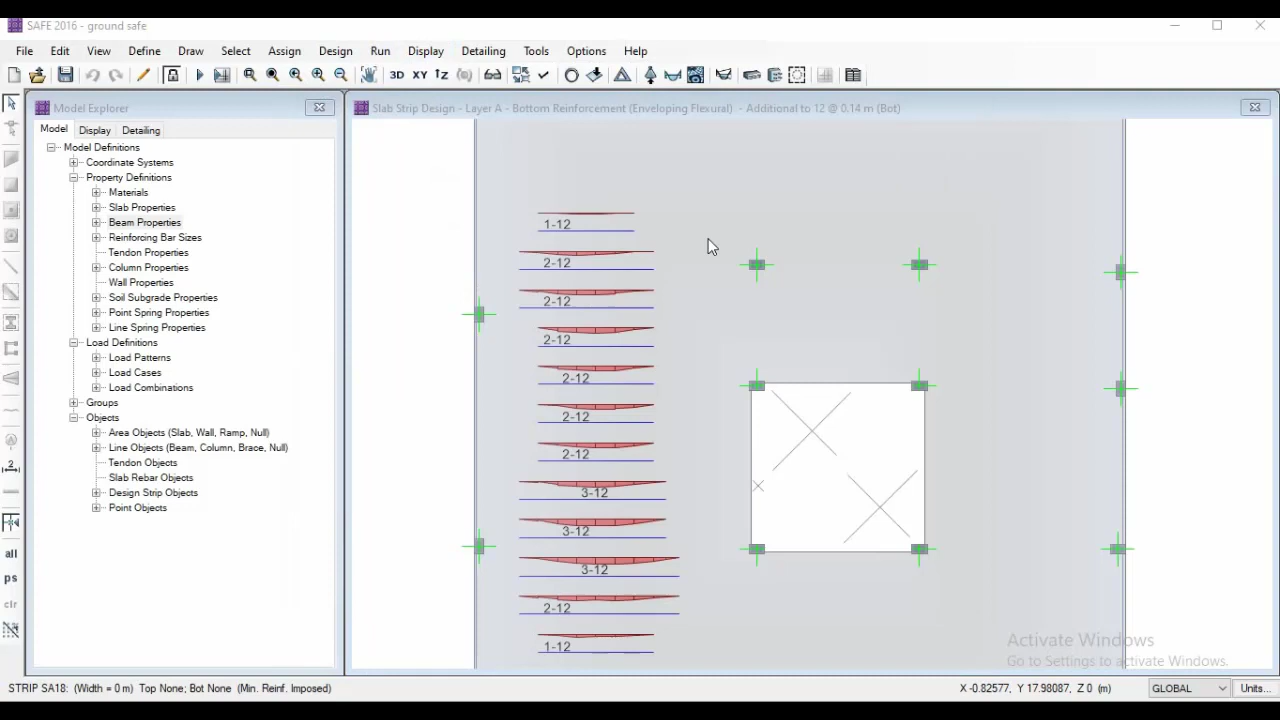 SAFE 2016 - ground safe
File Edit View Define Draw Select Assign Design Run Display Detailing Tools Options Help
3D XY
Model Explorer
Slab Strip Design - Layer A - Bottom Reinforcement (Enveloping Flexural) - Additional to 12 @ 0.14 m (Bot)
Model Display Detailing
Model Definitions
Coordinate Systems
Property Definitions
Materials
Slab Properties
Beam Properties
Reinforcing Bar Sizes
Tendon Properties
Column Properties
Wall Properties
Soil Subgrade Properties
Point Spring Properties
Line Spring Properties
Load Definitions
Load Patterns
Load Cases
Load Combinations
Groups
Objects
Area Objects (Slab, Wall, Ramp, Null)
Line Objects (Beam, Column, Brace, Null)
Tendon Objects
Slab Rebar Objects
Design Strip Objects
Point Objects
all
ps
clr
1-12
2-12
2-12
2-12
2-12
2-12
2-12
3-12
3-12
3-12
2-12
1-12
Activate Windows
Go to Settings to activate Windows.
STRIP SA18: (Width = 0 m) Top None; Bot None (Min. Reinf. Imposed)
X -0.82577, Y 17.98087, Z 0 (m)
GLOBAL
Units...